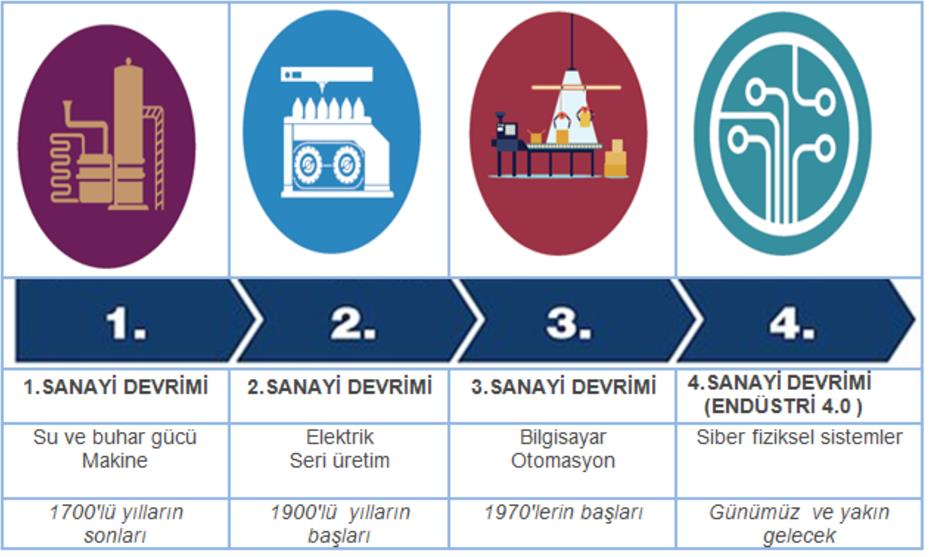 1.
2.
3.
4.
1.SANAYİ DEVRİMİ
2.SANAYİ DEVRİMİ
3.SANAYİ DEVRİMİ
4.SANAYİ DEVRİMİ
(ENDÜSTRİ 4.0 )
Su ve buhar gücü
Makine
Elektrik
Seri üretim
Bilgisayar
Otomasyon
Siber fiziksel sistemler
1700'lü yılların
sonları
1900'lü yılların
başları
1970'lerin başları
Günümüz ve yakın
gelecek